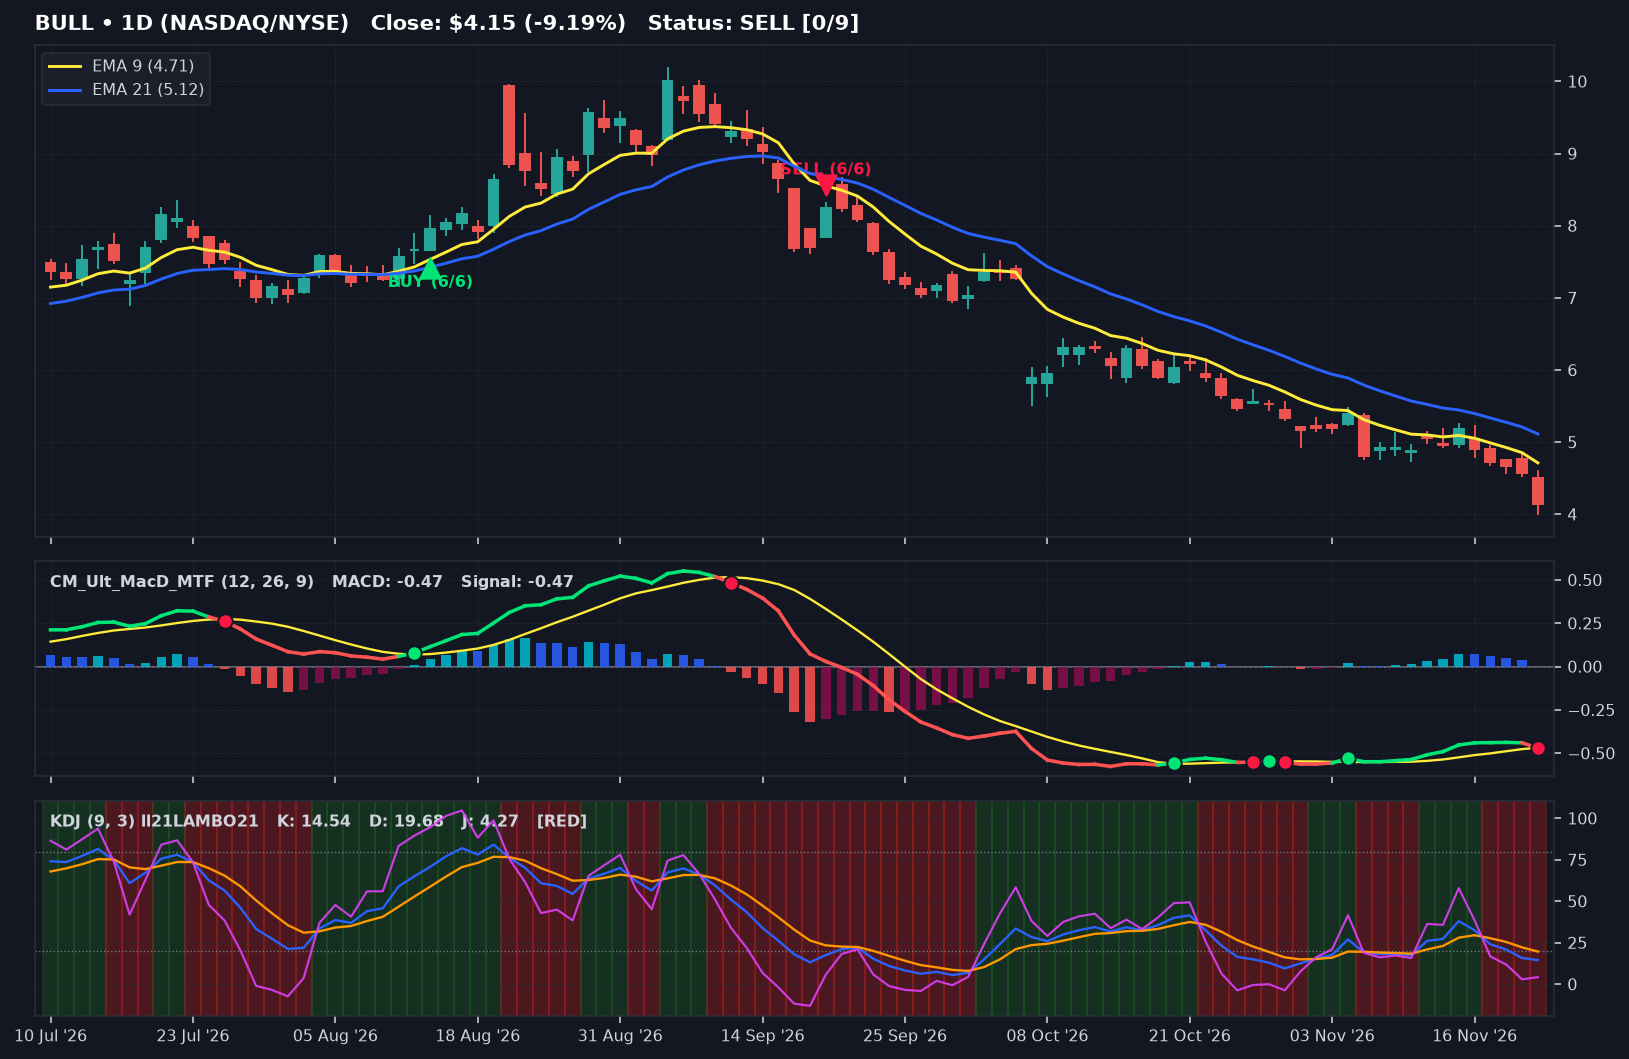 BULL • 1D (NASDAQ/NYSE)   Close: $4.15 (-9.19%)   Status: SELL [0/9]
EMA 9 (4.71)
EMA 21 (5.12)
10
9
8
7
6
5
4
SELL (6/6)
BUY (6/6)
CM_Ult_MacD_MTF (12, 26, 9)   MACD: -0.47   Signal: -0.47
0.50
0.25
0.00
−0.25
−0.50
KDJ (9, 3) II21LAMBO21   K: 14.54   D: 19.68   J: 4.27   [RED]
100
75
50
25
0
10 Jul '26
23 Jul '26
05 Aug '26
18 Aug '26
31 Aug '26
14 Sep '26
25 Sep '26
08 Oct '26
21 Oct '26
03 Nov '26
16 Nov '26